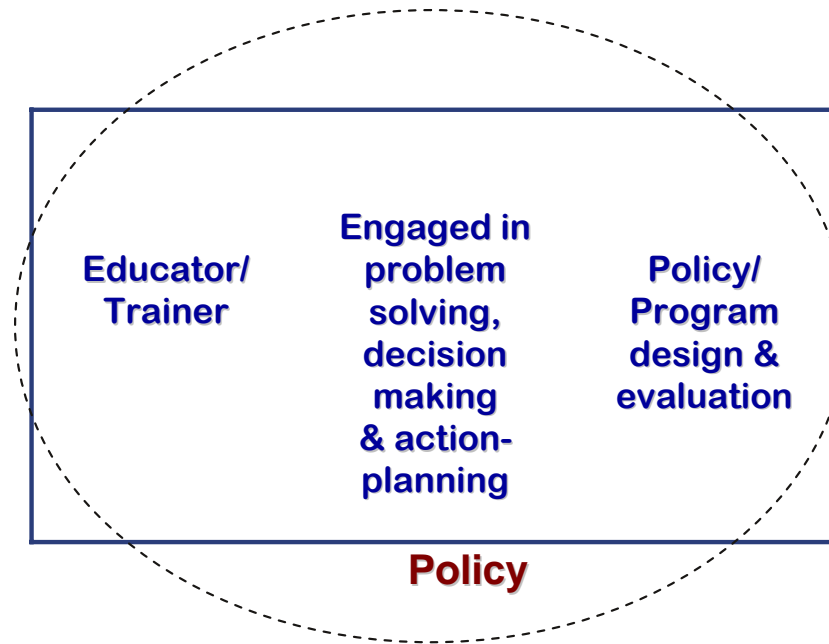 Educator/
Trainer
Engaged in
problem
solving,
decision
making
& action-
planning
Policy/
Program
design &
evaluation
Policy